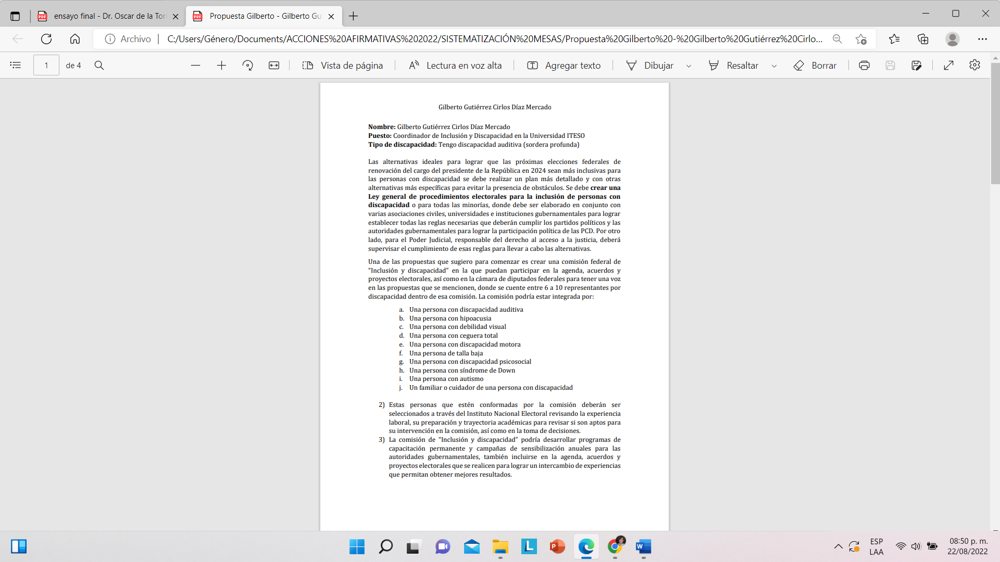 ensayo final - Dr. Oscar de la Tor
Propuesta Gilberto - Gilberto Gu
Archivo
C:/Users/Género/Documents/ACCIONES%20AFIRMATIVAS%202022/SISTEMATIZACIÓN%20MESAS/Propuesta%20Gilberto%20-%20Gilberto%20Gutiérrez%20Cirlo...
1 de 4
Vista de página
Lectura en voz alta
Agregar texto
Dibujar
Resaltar
Borrar
Gilberto Gutiérrez Cirlos Díaz Mercado
Nombre: Gilberto Gutiérrez Cirlos Díaz Mercado
Puesto: Coordinador de Inclusión y Discapacidad en la Universidad ITESO
Tipo de discapacidad: Tengo discapacidad auditiva (sordera profunda)
Las alternativas ideales para lograr que las próximas elecciones federales de
renovación del cargo del presidente de la República en 2024 sean más inclusivas para
las personas con discapacidad se debe realizar un plan más detallado y con otras
alternativas más específicas para evitar la presencia de obstáculos. Se debe crear una
Ley general de procedimientos electorales para la inclusión de personas con
discapacidad o para todas las minorías, donde debe ser elaborado en conjunto con
varias asociaciones civiles, universidades e instituciones gubernamentales para lograr
establecer todas las reglas necesarias que deberán cumplir los partidos políticos y las
autoridades gubernamentales para lograr la participación política de las PCD. Por otro
lado, para el Poder Judicial, responsable del derecho al acceso a la justicia, deberá
supervisar el cumplimiento de esas reglas para llevar a cabo las alternativas.
Una de las propuestas que sugiero para comenzar es crear una comisión federal de
“Inclusión y discapacidad” en la que puedan participar en la agenda, acuerdos y
proyectos electorales, así como en la cámara de diputados federales para tener una voz
en las propuestas que se mencionen, donde se cuente entre 6 a 10 representantes por
discapacidad dentro de esa comisión. La comisión podría estar integrada por:
a. Una persona con discapacidad auditiva
b. Una persona con hipoacusia
c. Una persona con debilidad visual
d. Una persona con ceguera total
e. Una persona con discapacidad motora
f. Una persona de talla baja
g. Una persona con discapacidad psicosocial
h. Una persona con síndrome de Down
i. Una persona con autismo
j. Un familiar o cuidador de una persona con discapacidad
2) Estas personas que estén conformadas por la comisión deberán ser
seleccionados a través del Instituto Nacional Electoral revisando la experiencia
laboral, su preparación y trayectoria académicas para revisar si son aptos para
su intervención en la comisión, así como en la toma de decisiones.
3) La comisión de “Inclusión y discapacidad” podría desarrollar programas de
capacitación permanente y campañas de sensibilización anuales para las
autoridades gubernamentales, también incluirse en la agenda, acuerdos y
proyectos electorales que se realicen para lograr un intercambio de experiencias
que permitan obtener mejores resultados.
ESP
LAA
08:50 p. m.
22/08/2022